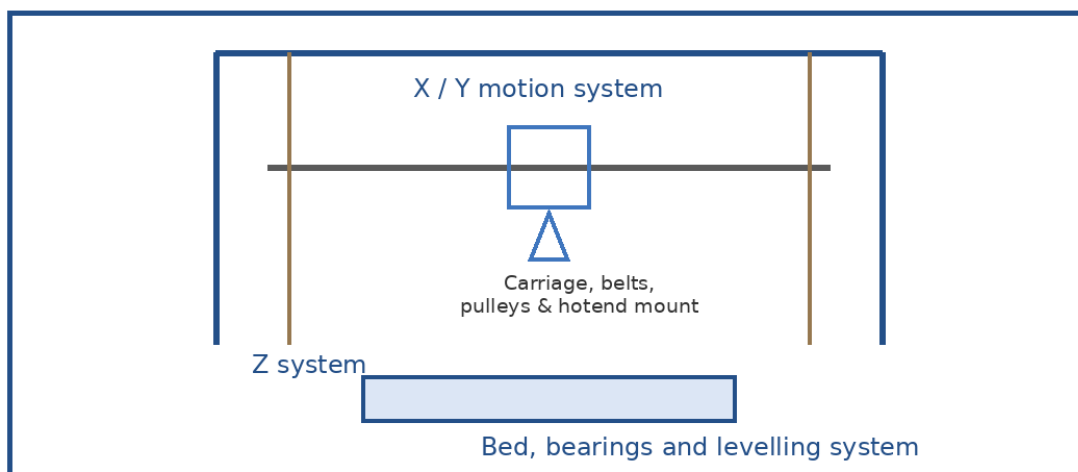 X / Y motion system
Carriage, belts,
pulleys & hotend mount
Z system
Bed, bearings and levelling system